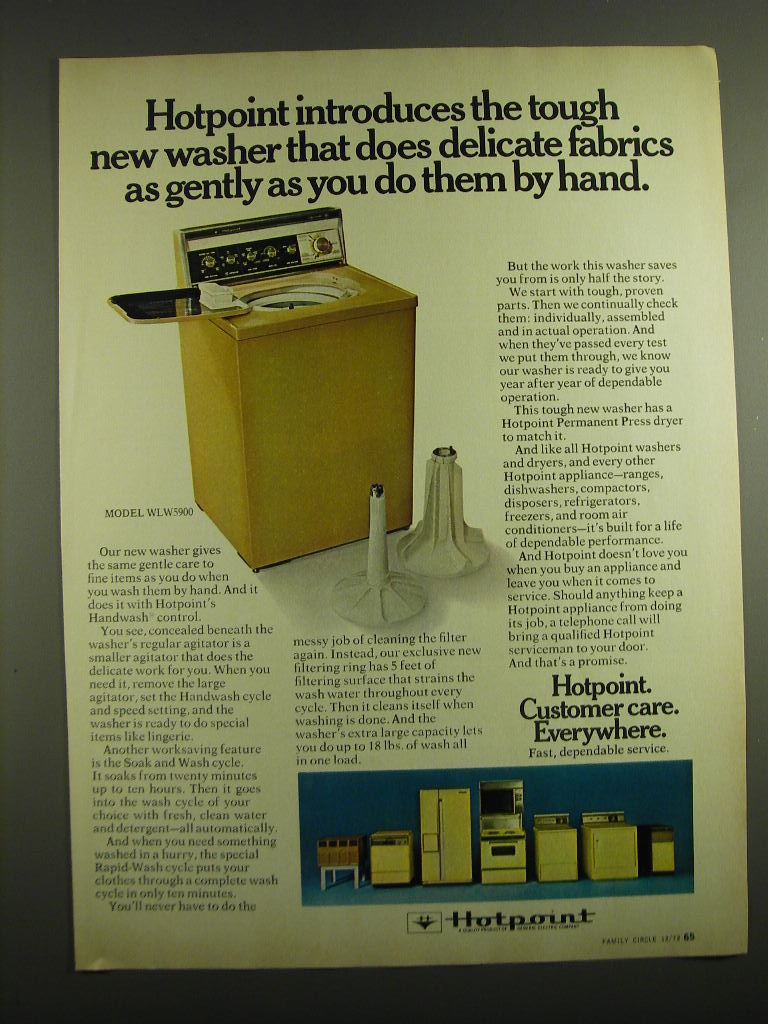 Hotpoint introduces the tough
new washer that does delicate fabrics
as gently as you do them by hand.
Hotpoint
MODEL WLW5900
Our new washer gives
the same gentle care to
fine items as you do when
you wash them by hand. And it
does it with Hotpoint's
Handwash® control.
You see, concealed beneath the
washer's regular agitator is a
smaller agitator that does the
delicate work for you. When you
need it, remove the large
agitator, set the Handwash cycle
and speed setting, and the
washer is ready to do special
items like lingerie.
Another worksaving feature
is the Soak and Wash cycle.
It soaks from twenty minutes
up to ten hours. Then it goes
into the wash cycle of your
choice with fresh, clean water
and detergent—all automatically.
And when you need something
washed in a hurry, the special
Rapid-Wash cycle puts your
clothes through a complete wash
cycle in only ten minutes.
You'll never have to do the
messy job of cleaning the filter
again. Instead, our exclusive new
filtering ring has 5 feet of
filtering surface that strains the
wash water throughout every
cycle. Then it cleans itself when
washing is done. And the
washer's extra large capacity lets
you do up to 18 lbs. of wash all
in one load.
But the work this washer saves
you from is only half the story.
We start with tough, proven
parts. Then we continually check
them: individually, assembled
and in actual operation. And
when they've passed every test
we put them through, we know
our washer is ready to give you
year after year of dependable
operation.
This tough new washer has a
Hotpoint Permanent Press dryer
to match it.
And like all Hotpoint washers
and dryers, and every other
Hotpoint appliance—ranges,
dishwashers, compactors,
disposers, refrigerators,
freezers, and room air
conditioners—it's built for a life
of dependable performance.
And Hotpoint doesn't love you
when you buy an appliance and
leave you when it comes to
service. Should anything keep a
Hotpoint appliance from doing
its job, a telephone call will
bring a qualified Hotpoint
serviceman to your door.
And that's a promise.
Hotpoint.
Customer care.
Everywhere.
Fast, dependable service.
Hotpoint
A QUALITY PRODUCT OF GENERAL ELECTRIC COMPANY
FAMILY CIRCLE 12/72 65